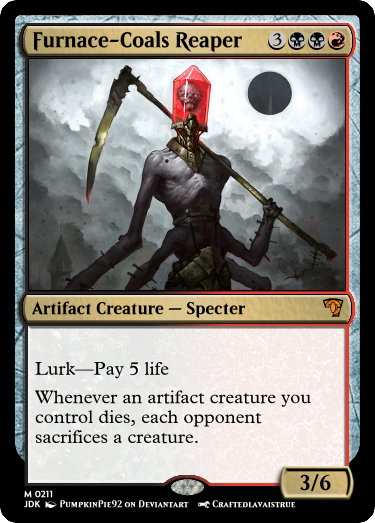 Furnace-Coals Reaper 3
Artifact Creature — Specter
Lurk—Pay 5 life
Whenever an artifact creature you
control dies, each opponent
sacrifices a creature.
3/6
M 0211
JDK PumpkinPie92 on Deviantart Craftedlavaistrue